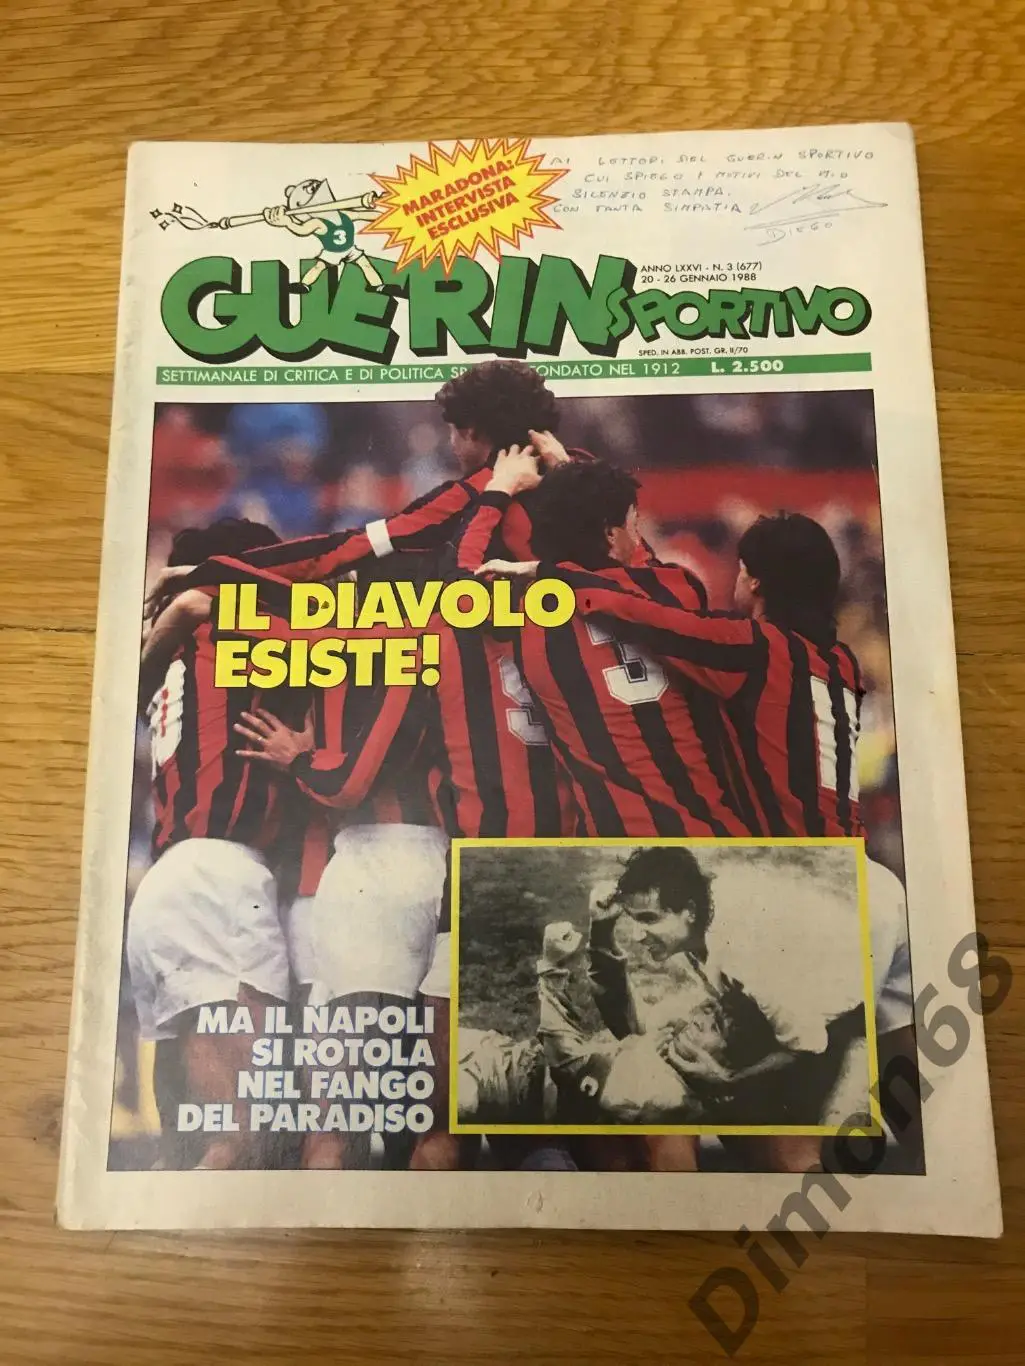 MARADONA:
INTERVISTA
ESCLUSIVA
AI LETTORI DEL GUERIN SPORTIVO
CUI SPIEGO I MOTIVI DEL MIO
SILENZIO STAMPA.
CON TANTA SIMPATIA
DIEGO
3
GUERIN SPORTIVO
ANNO LXXVI - N. 3 (677)
20 - 26 GENNAIO 1988
SPED. IN ABB. POST. GR. II/70
SETTIMANALE DI CRITICA E DI POLITICA SP FONDATO NEL 1912 L. 2.500
IL DIAVOLO
ESISTE!
3
9
MA IL NAPOLI
SI ROTOLA
NEL FANGO
DEL PARADISO
Dimon68